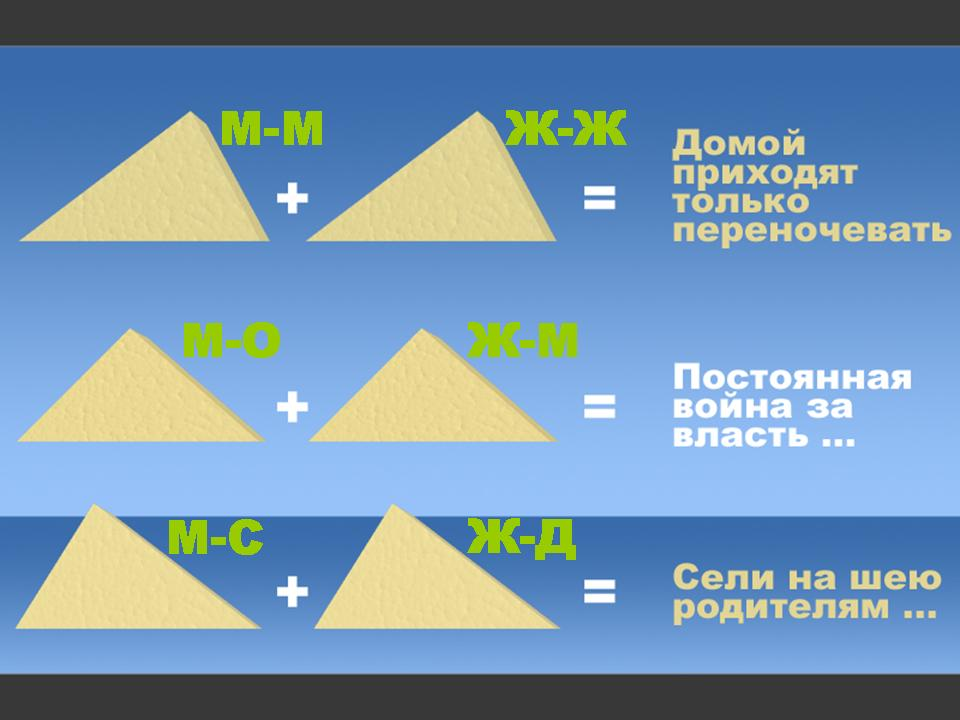 М-М
Ж-Ж
+
=
Домой
приходят
только
переночевать
М-О
Ж-М
+
=
Постоянная
война за
власть ...
М-С
Ж-Д
+
=
Сели на шею
родителям ...